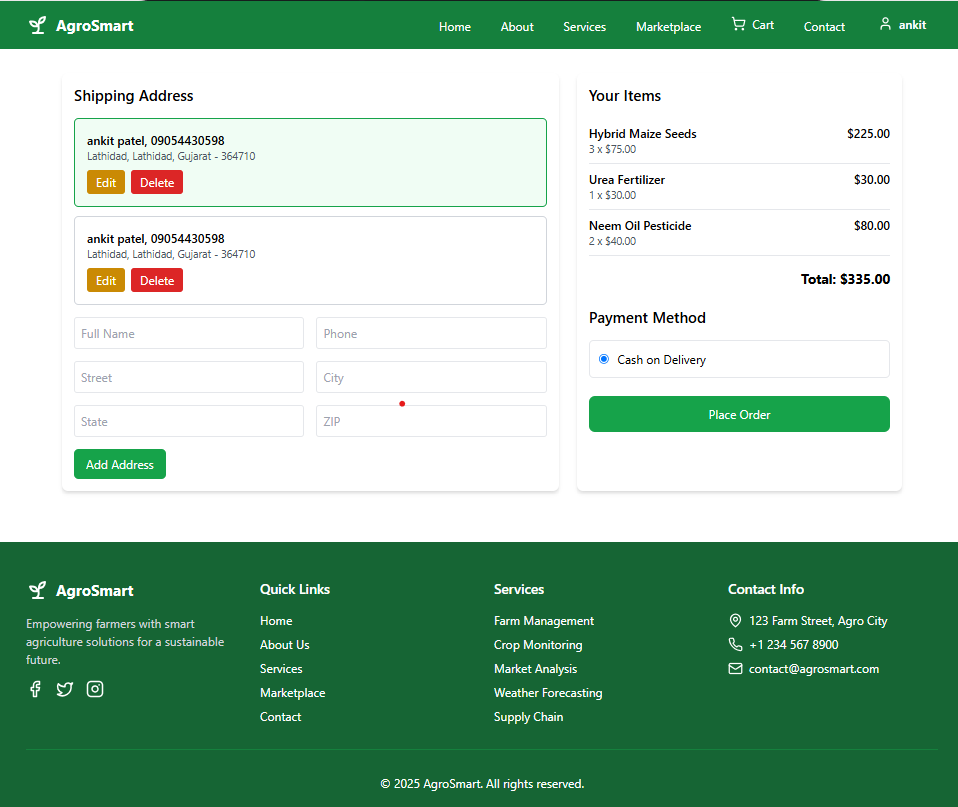 AgroSmart
Home About Services Marketplace Cart Contact ankit
Shipping Address
ankit patel, 09054430598
Lathidad, Lathidad, Gujarat - 364710
Edit Delete
ankit patel, 09054430598
Lathidad, Lathidad, Gujarat - 364710
Edit Delete
Full Name Phone
Street City
State ZIP
Add Address
Your Items
Hybrid Maize Seeds $225.00
3 x $75.00
Urea Fertilizer $30.00
1 x $30.00
Neem Oil Pesticide $80.00
2 x $40.00
Total: $335.00
Payment Method
Cash on Delivery
Place Order
AgroSmart
Empowering farmers with smart
agriculture solutions for a sustainable
future.
Quick Links
Home
About Us
Services
Marketplace
Contact
Services
Farm Management
Crop Monitoring
Market Analysis
Weather Forecasting
Supply Chain
Contact Info
123 Farm Street, Agro City
+1 234 567 8900
contact@agrosmart.com
© 2025 AgroSmart. All rights reserved.